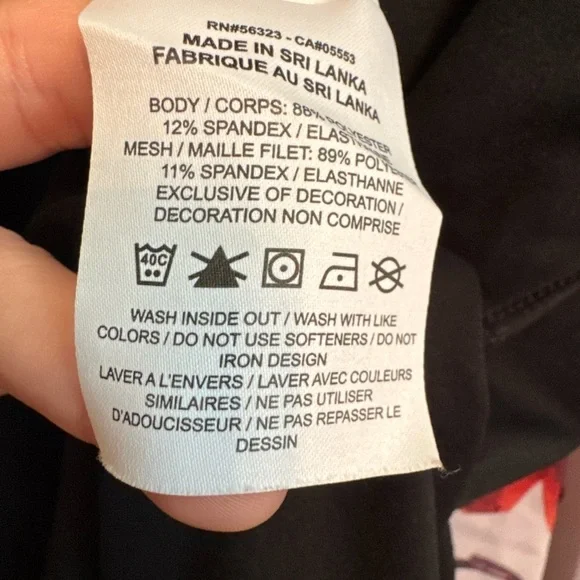 RN#56323 - CA#05553
MADE IN SRI LANKA
FABRIQUE AU SRI LANKA
BODY / CORPS: 88% POLYESTER
12% SPANDEX / ELASTHANNE
MESH / MAILLE FILET: 89% POLYESTER
11% SPANDEX / ELASTHANNE
EXCLUSIVE OF DECORATION /
DECORATION NON COMPRISE
40C
WASH INSIDE OUT / WASH WITH LIKE
COLORS / DO NOT USE SOFTENERS / DO NOT
IRON DESIGN
LAVER A L'ENVERS / LAVER AVEC COULEURS
SIMILAIRES / NE PAS UTILISER
D'ADOUCISSEUR / NE PAS REPASSER LE
DESSIN